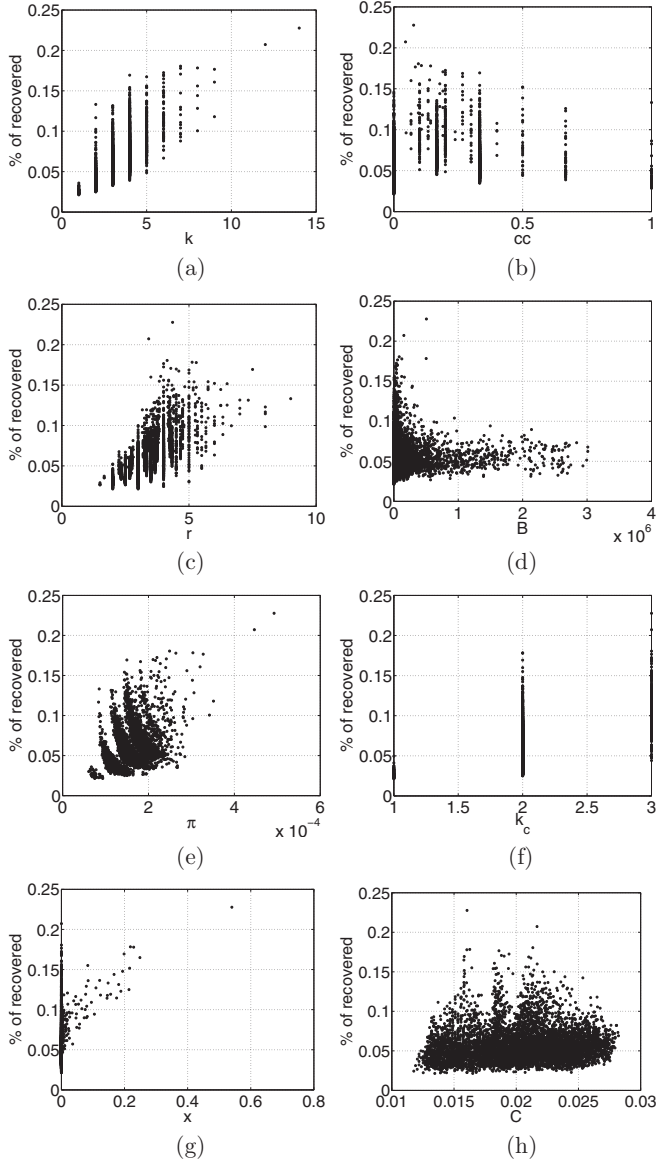 0.25
0.2
0.15
0.1
0.05
0
% of recovered
0 5 10 15
k
(a)
0.25
0.2
0.15
0.1
0.05
0
% of recovered
0 0.5 1
cc
(b)
0.25
0.2
0.15
0.1
0.05
0
% of recovered
0 5 10
r
(c)
0.25
0.2
0.15
0.1
0.05
0
% of recovered
0 1 2 3 4
B
x 10^6
(d)
0.25
0.2
0.15
0.1
0.05
0
% of recovered
0 2 4 6
π
x 10^−4
(e)
0.25
0.2
0.15
0.1
0.05
0
% of recovered
1 1.5 2 2.5 3
k_c
(f)
0.25
0.2
0.15
0.1
0.05
0
% of recovered
0 0.2 0.4 0.6 0.8
x
(g)
0.25
0.2
0.15
0.1
0.05
0
% of recovered
0.01 0.015 0.02 0.025 0.03
C
(h)